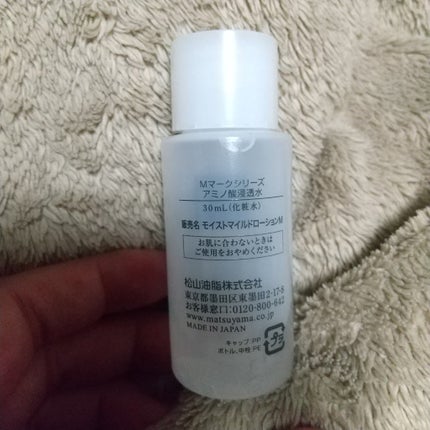 Mマークシリーズ
アミノ酸浸透水
30mL(化粧水)
販売名 モイストマイルドローションM
お肌に合わないときは
ご使用をおやめください
松山油脂株式会社
東京都墨田区東墨田2-17-8
お客様窓口:0120-800-642
www.matsuyama.co.jp
MADE IN JAPAN
キャップ:PP
ボトル、中栓:PE
プラ